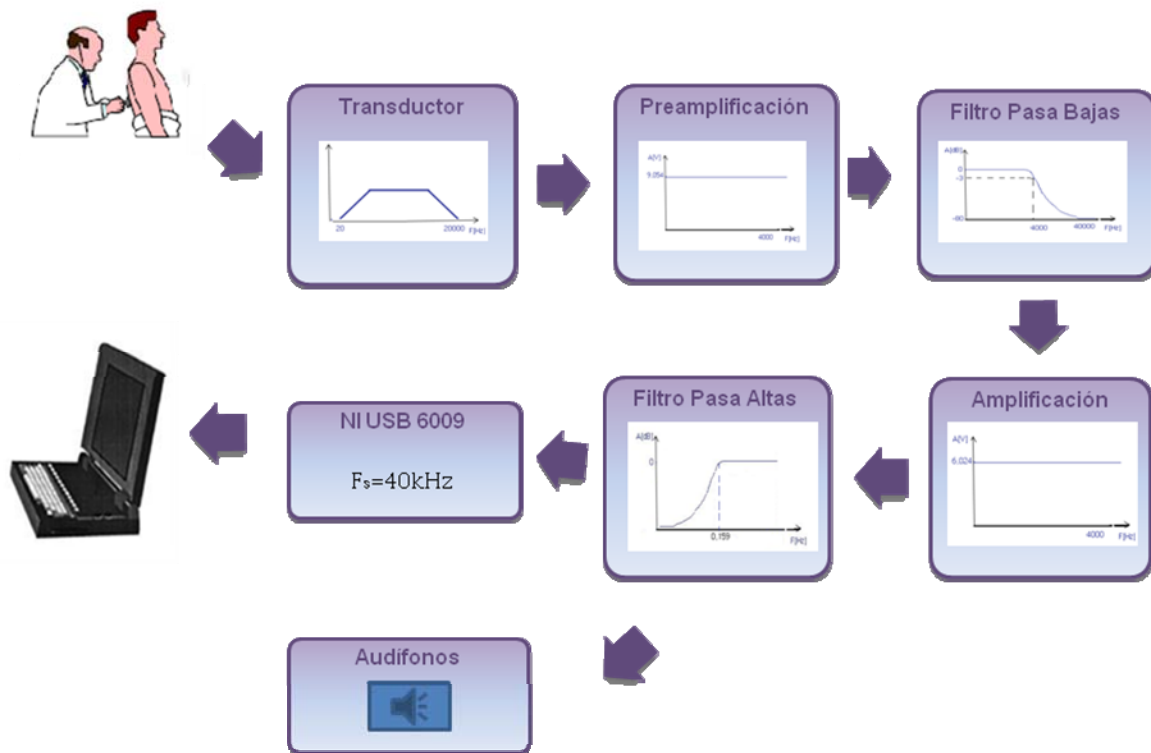 Transductor
20
20000
F[Hz]
Preamplificación
A[V]
9.054
4000
F[Hz]
Filtro Pasa Bajas
A[dB]
0
-3
-80
4000
40000
F[Hz]
Amplificación
A[V]
6.024
4000
F[Hz]
Filtro Pasa Altas
A[dB]
0
0,159
F[Hz]
NI USB 6009
Fs=40kHz
Audífonos